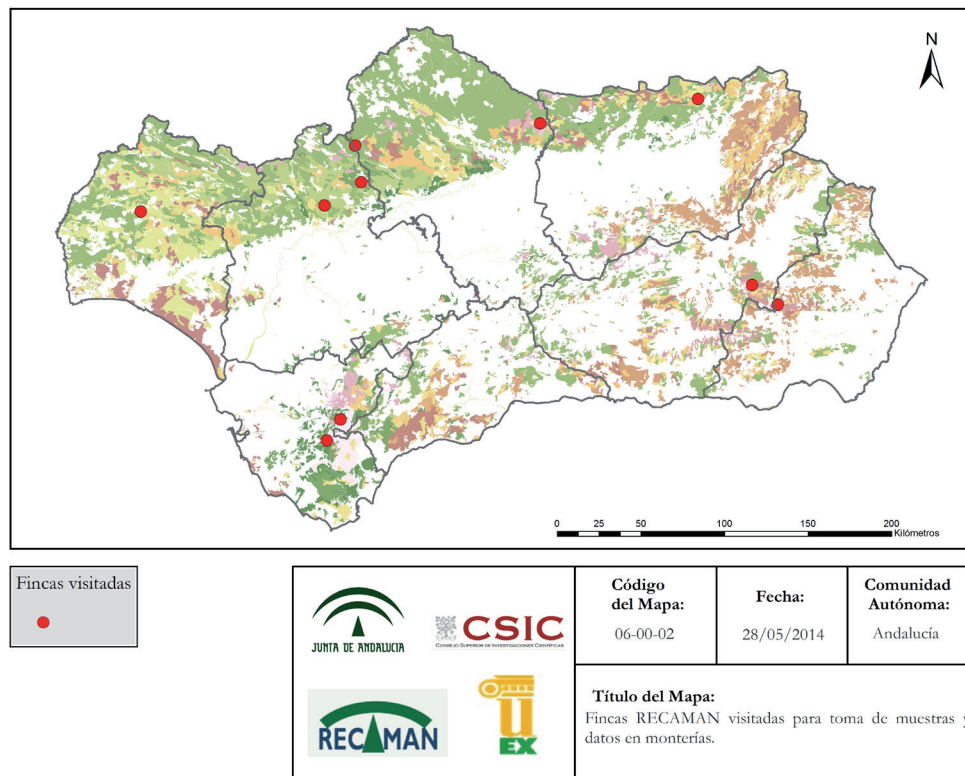 N
0 25 50 100 150 200
Kilómetros
Fincas visitadas
JUNTA DE ANDALUCIA
CSIC
CONSEJO SUPERIOR DE INVESTIGACIONES CIENTÍFICAS
RECAMAN
U
EX
Código
del Mapa:
06-00-02
Fecha:
28/05/2014
Comunidad
Autónoma:
Andalucía
Título del Mapa:
Fincas RECAMAN visitadas para toma de muestras y
datos en monterías.